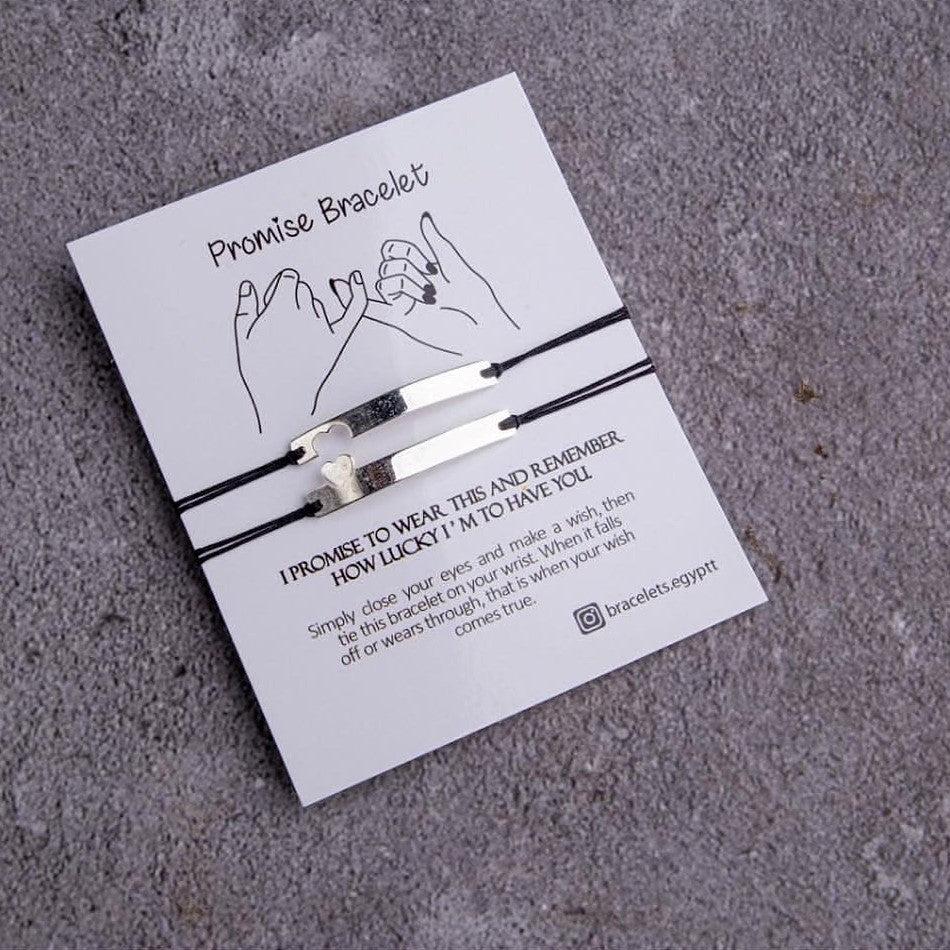 Promise Bracelet
I PROMISE TO WEAR THIS AND REMEMBER
HOW LUCKY I ' M TO HAVE YOU.
Simply close your eyes and make a wish, then
tie this bracelet on your wrist. When it falls
off or wears through, that is when your wish
comes true.
bracelets.egyptt